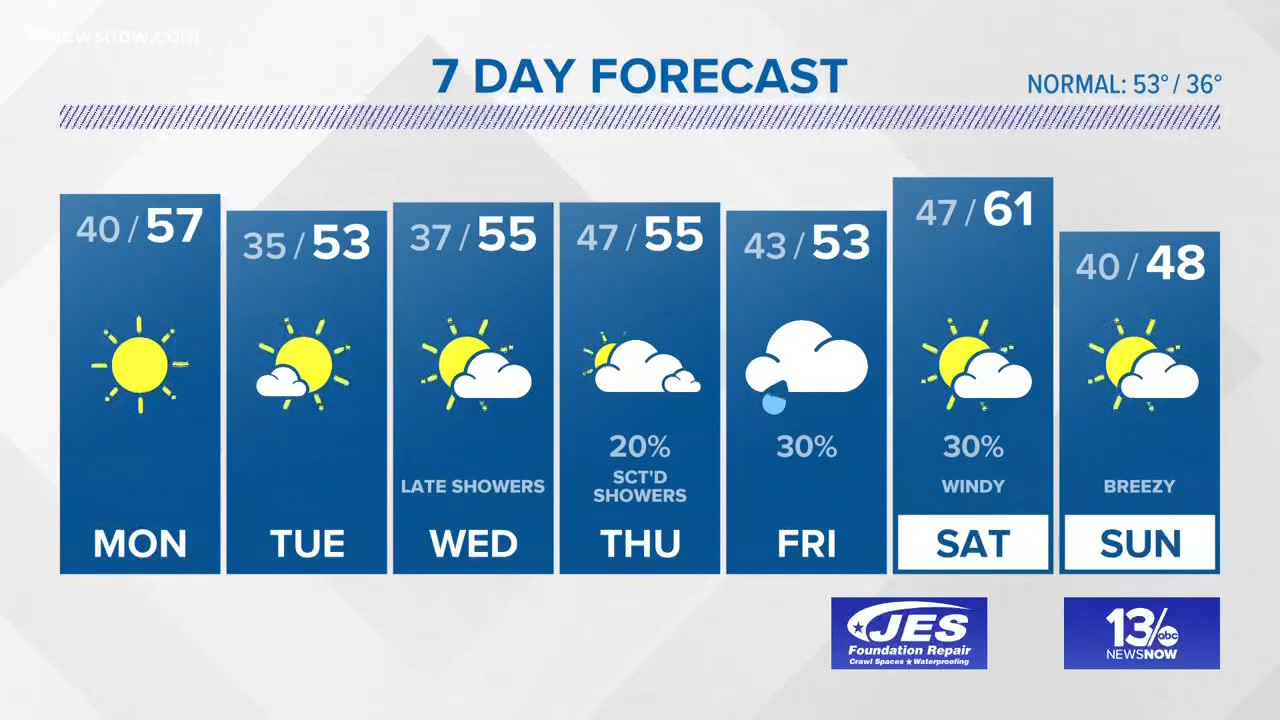 13newsnow.com
7 DAY FORECAST
NORMAL: 53° / 36°
40 / 57
35 / 53
37 / 55
47 / 55
43 / 53
47 / 61
40 / 48
20%
30%
30%
LATE SHOWERS
SCT'D
SHOWERS
WINDY
BREEZY
MON
TUE
WED
THU
FRI
SAT
SUN
JES
Foundation Repair
Crawl Spaces ★ Waterproofing
13 abc
NEWSNOW